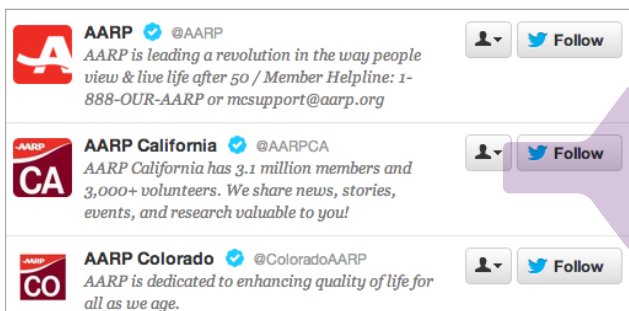 AARP @AARP
AARP is leading a revolution in the way people
view & live life after 50 / Member Helpline: 1-
888-OUR-AARP or mcsupport@aarp.org
Follow
AARP
CA
AARP California @AARPCA
AARP California has 3.1 million members and
3,000+ volunteers. We share news, stories,
events, and research valuable to you!
Follow
AARP
CO
AARP Colorado @ColoradoAARP
AARP is dedicated to enhancing quality of life for
all as we age.
Follow